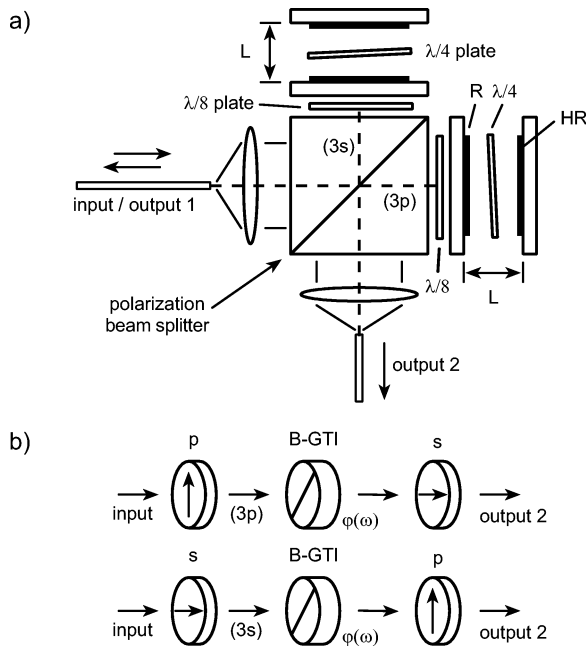 a)
L
λ/4 plate
λ/8 plate
R
λ/4
HR
(3s)
(3p)
input / output 1
λ/8
L
polarization
beam splitter
output 2
b)
p
B-GTI
s
input
(3p)
φ(ω)
output 2
s
B-GTI
p
input
(3s)
φ(ω)
output 2